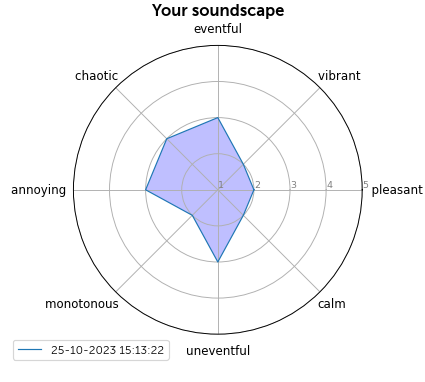 Your soundscape
eventful
chaotic
vibrant
annoying
1
2
3
4
5
pleasant
monotonous
calm
uneventful
25-10-2023 15:13:22